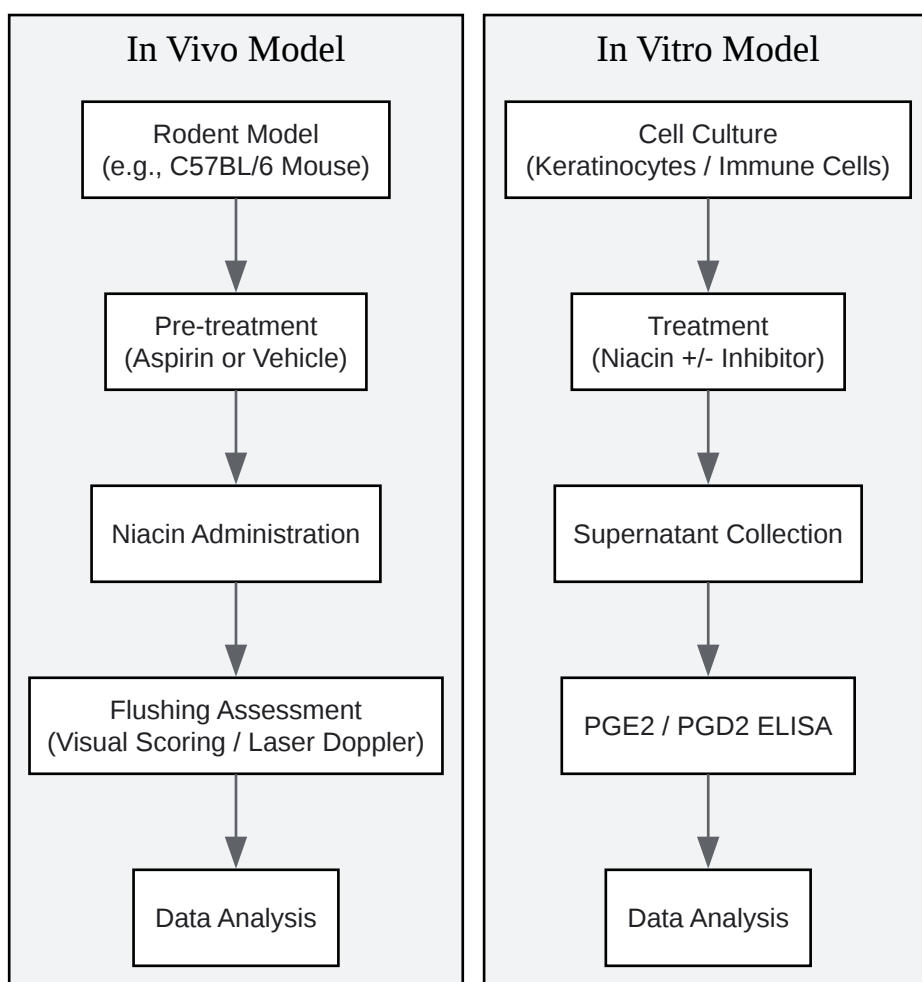 In Vivo Model
Rodent Model
(e.g., C57BL/6 Mouse)
Pre-treatment
(Aspirin or Vehicle)
Niacin Administration
Flushing Assessment
(Visual Scoring / Laser Doppler)
Data Analysis
In Vitro Model
Cell Culture
(Keratinocytes / Immune Cells)
Treatment
(Niacin +/- Inhibitor)
Supernatant Collection
PGE2 / PGD2 ELISA
Data Analysis